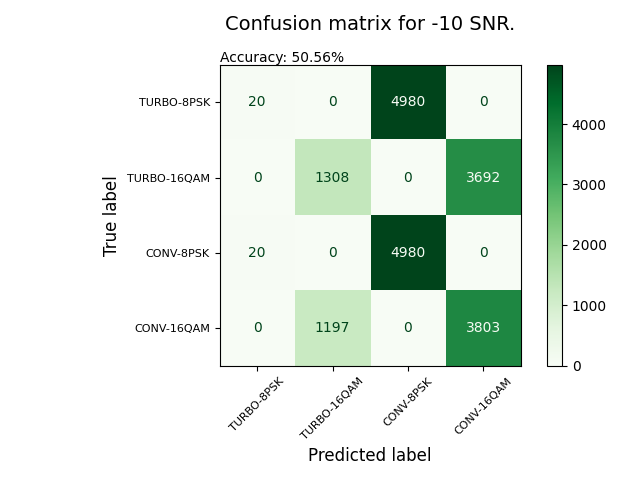 Confusion matrix for -10 SNR.
Accuracy: 50.56%
TURBO-8PSK 20 0 4980 0
TURBO-16QAM 0 1308 0 3692
CONV-8PSK 20 0 4980 0
CONV-16QAM 0 1197 0 3803
True label
TURBO-8PSK TURBO-16QAM CONV-8PSK CONV-16QAM
Predicted label
4000
3000
2000
1000
0